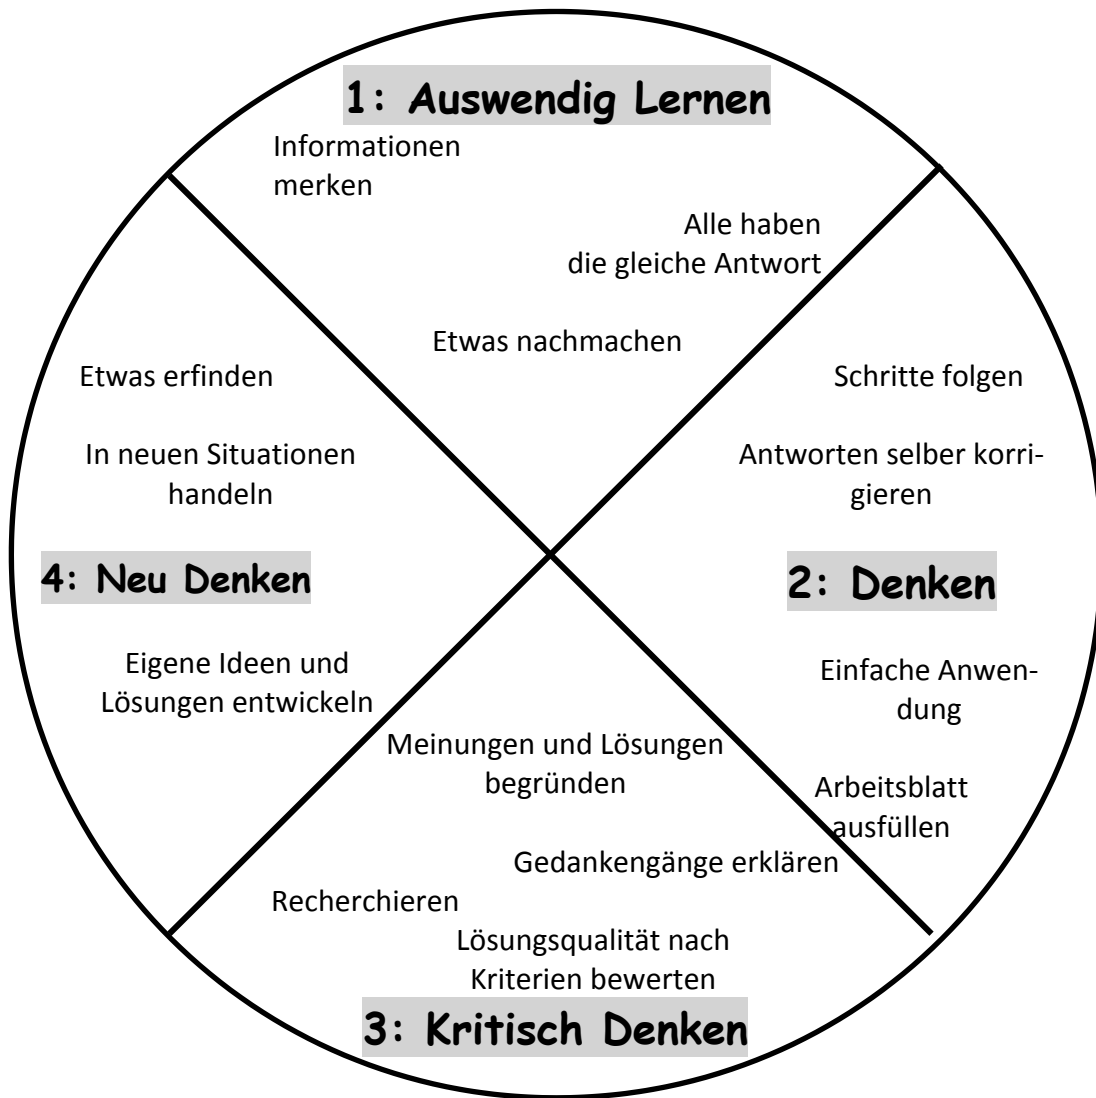 1: Auswendig Lernen
Informationen
merken
Alle haben
die gleiche Antwort
Etwas nachmachen
Schritte folgen
Antworten selber korri-
gieren
2: Denken
Einfache Anwen-
dung
Arbeitsblatt
ausfüllen
Meinungen und Lösungen
begründen
Gedankengänge erklären
Recherchieren
Lösungsqualität nach
Kriterien bewerten
3: Kritisch Denken
Etwas erfinden
In neuen Situationen
handeln
4: Neu Denken
Eigene Ideen und
Lösungen entwickeln